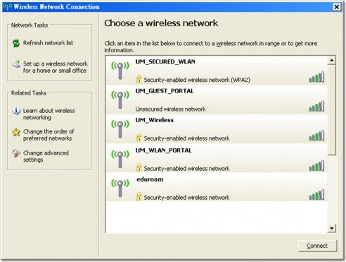 Wireless Network Connection
Network Tasks
Refresh network list
Set up a wireless network
for a home or small office
Related Tasks
Learn about wireless
networking
Change the order of
preferred networks
Change advanced
settings
Choose a wireless network
Click an item in the list below to connect to a wireless network in range or to get more
information.
UM_SECURED_WLAN
Security-enabled wireless network (WPA2)
UM_GUEST_PORTAL
Unsecured wireless network
UM_Wireless
Security-enabled wireless network
UM_WLAN_PORTAL
Security-enabled wireless network
eduroam
Security-enabled wireless network
Connect